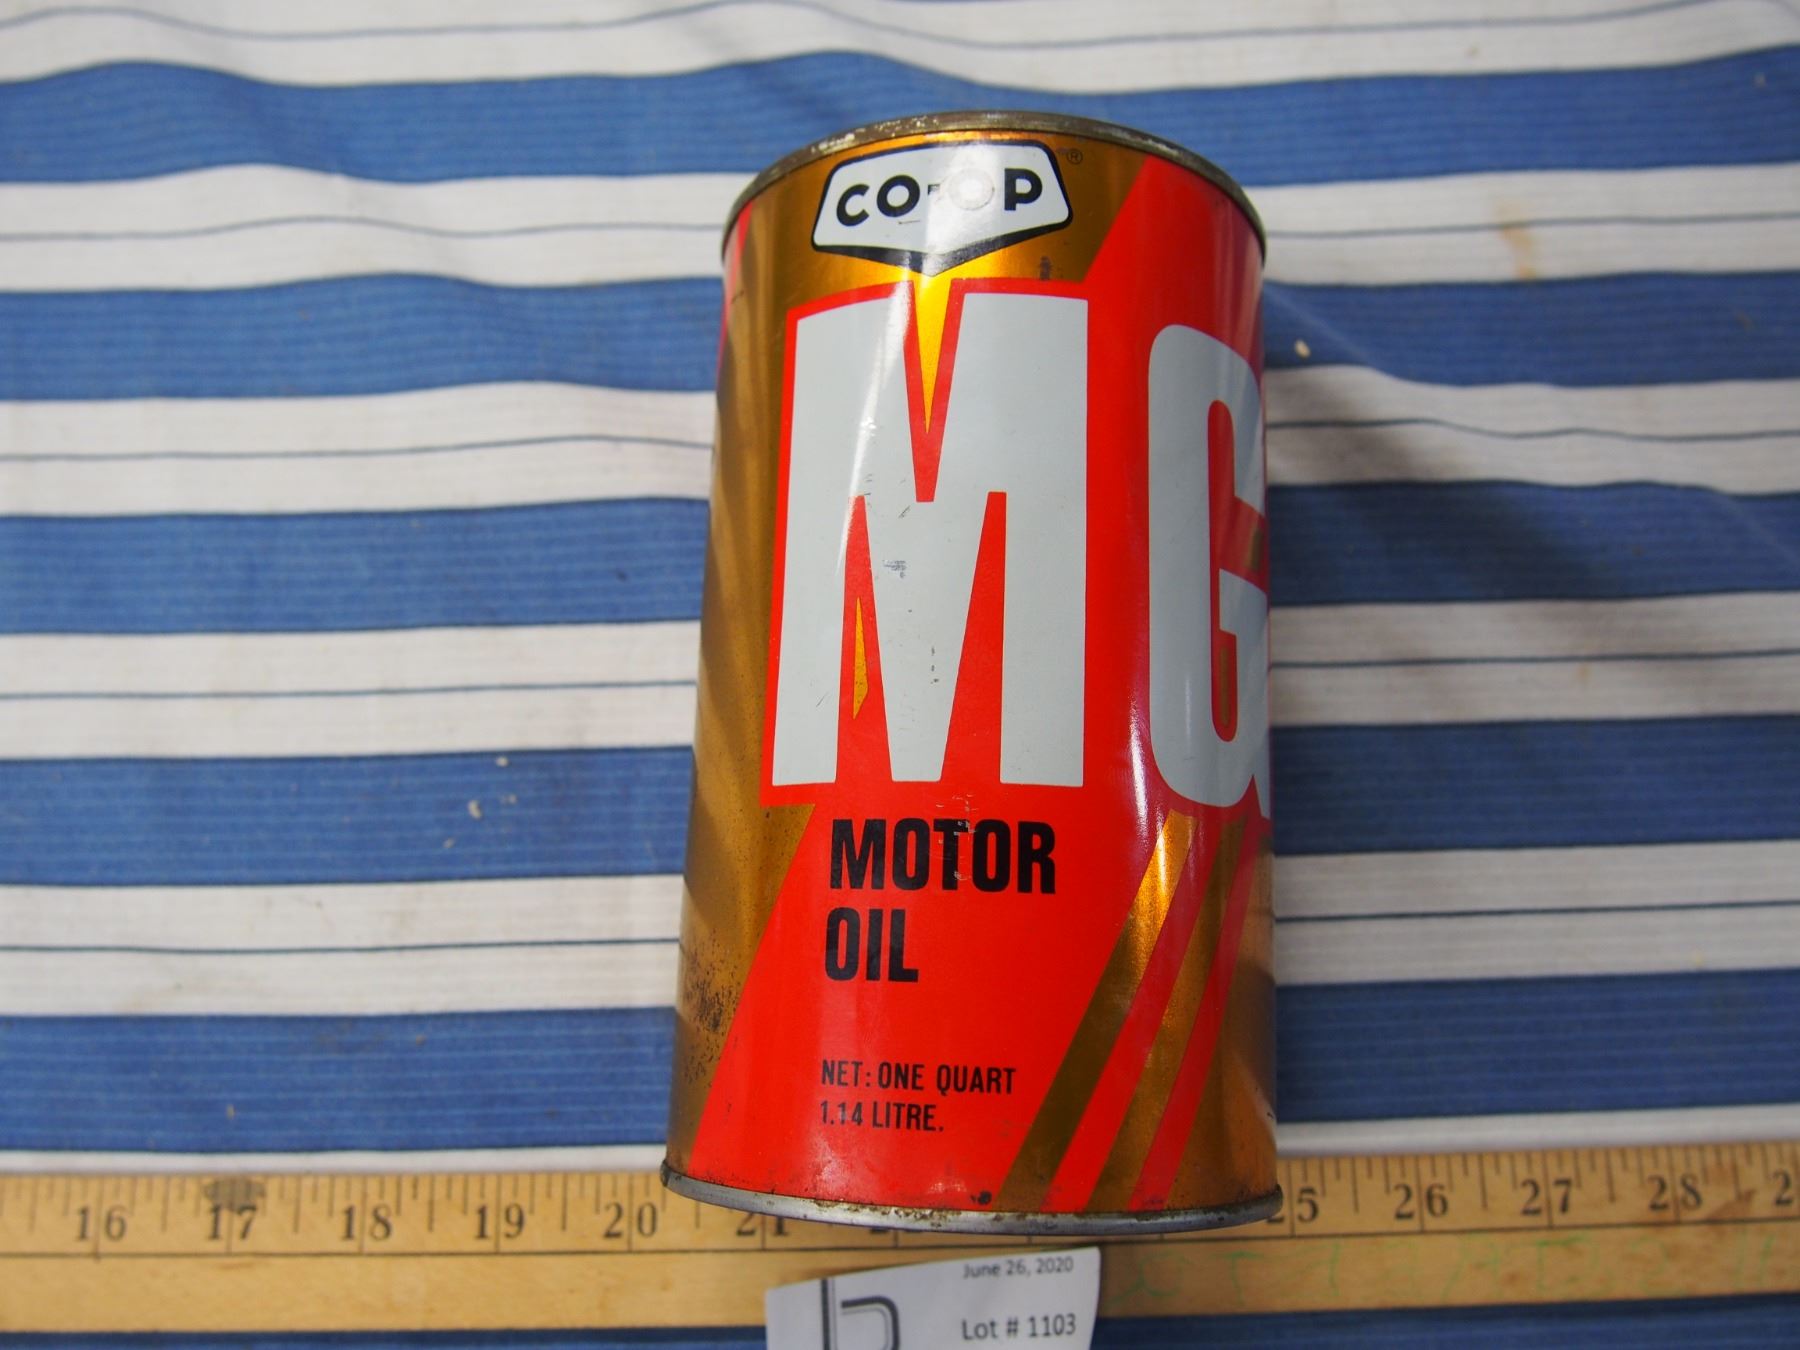 CO-OP®
MG
MOTOR
OIL
NET: ONE QUART
1.14 LITRE.
16 17 18 19 20 21 25 26 27 28
June 26, 2020
Lot # 1103